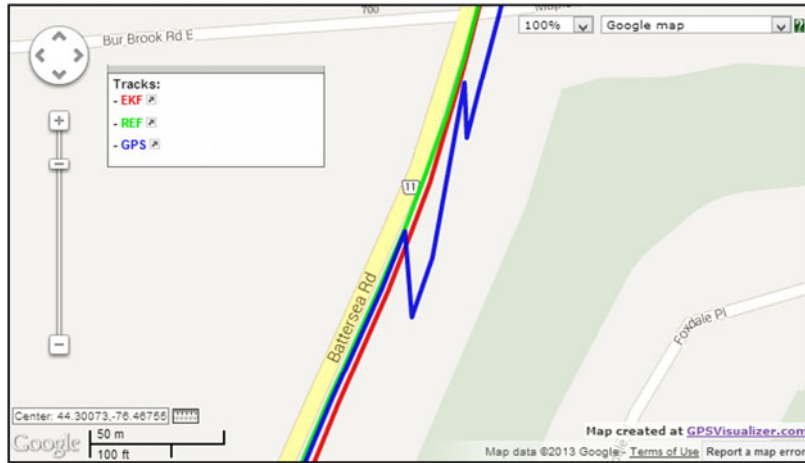 700
Bur Brook Rd E
100%
Google map
?
Tracks:
- EKF
- REF
- GPS
11
Battersea Rd
Foxdale Pl
Center: 44.30073,-76.46755
Google
50 m
100 ft
Map created at GPSVisualizer.com
Map data ©2013 Google - Terms of Use Report a map error